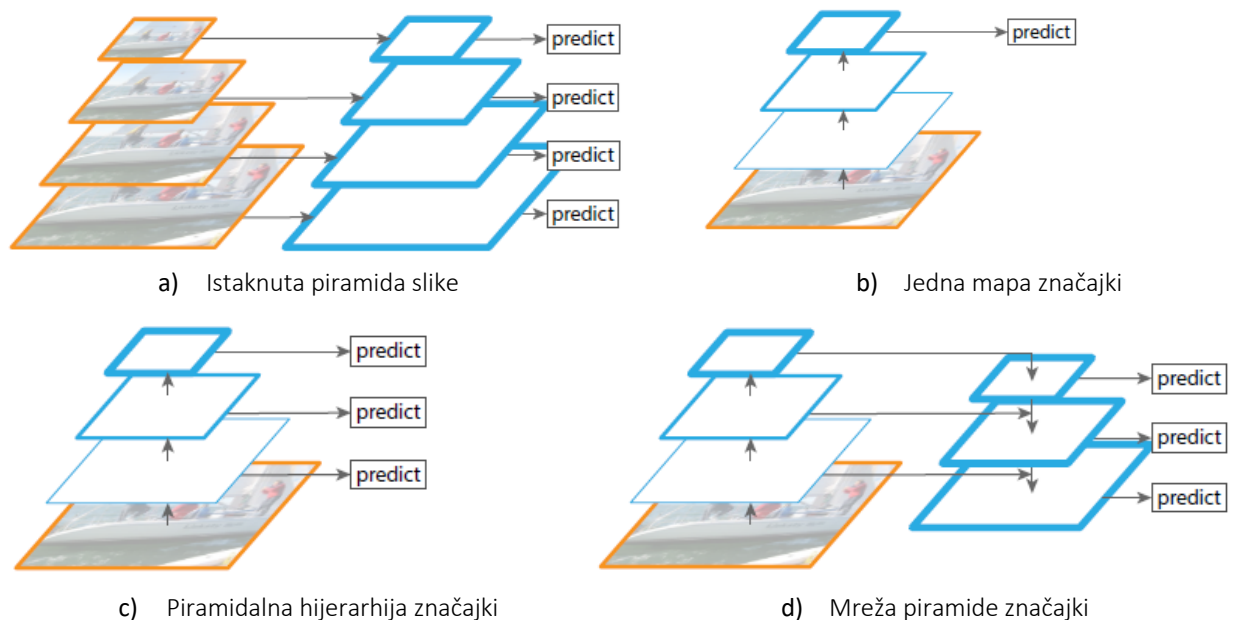 predict
predict
predict
predict
predict
a) Istaknuta piramida slike
b) Jedna mapa značajki
predict
predict
predict
predict
predict
predict
c) Piramidalna hijerarhija značajki
d) Mreža piramide značajki